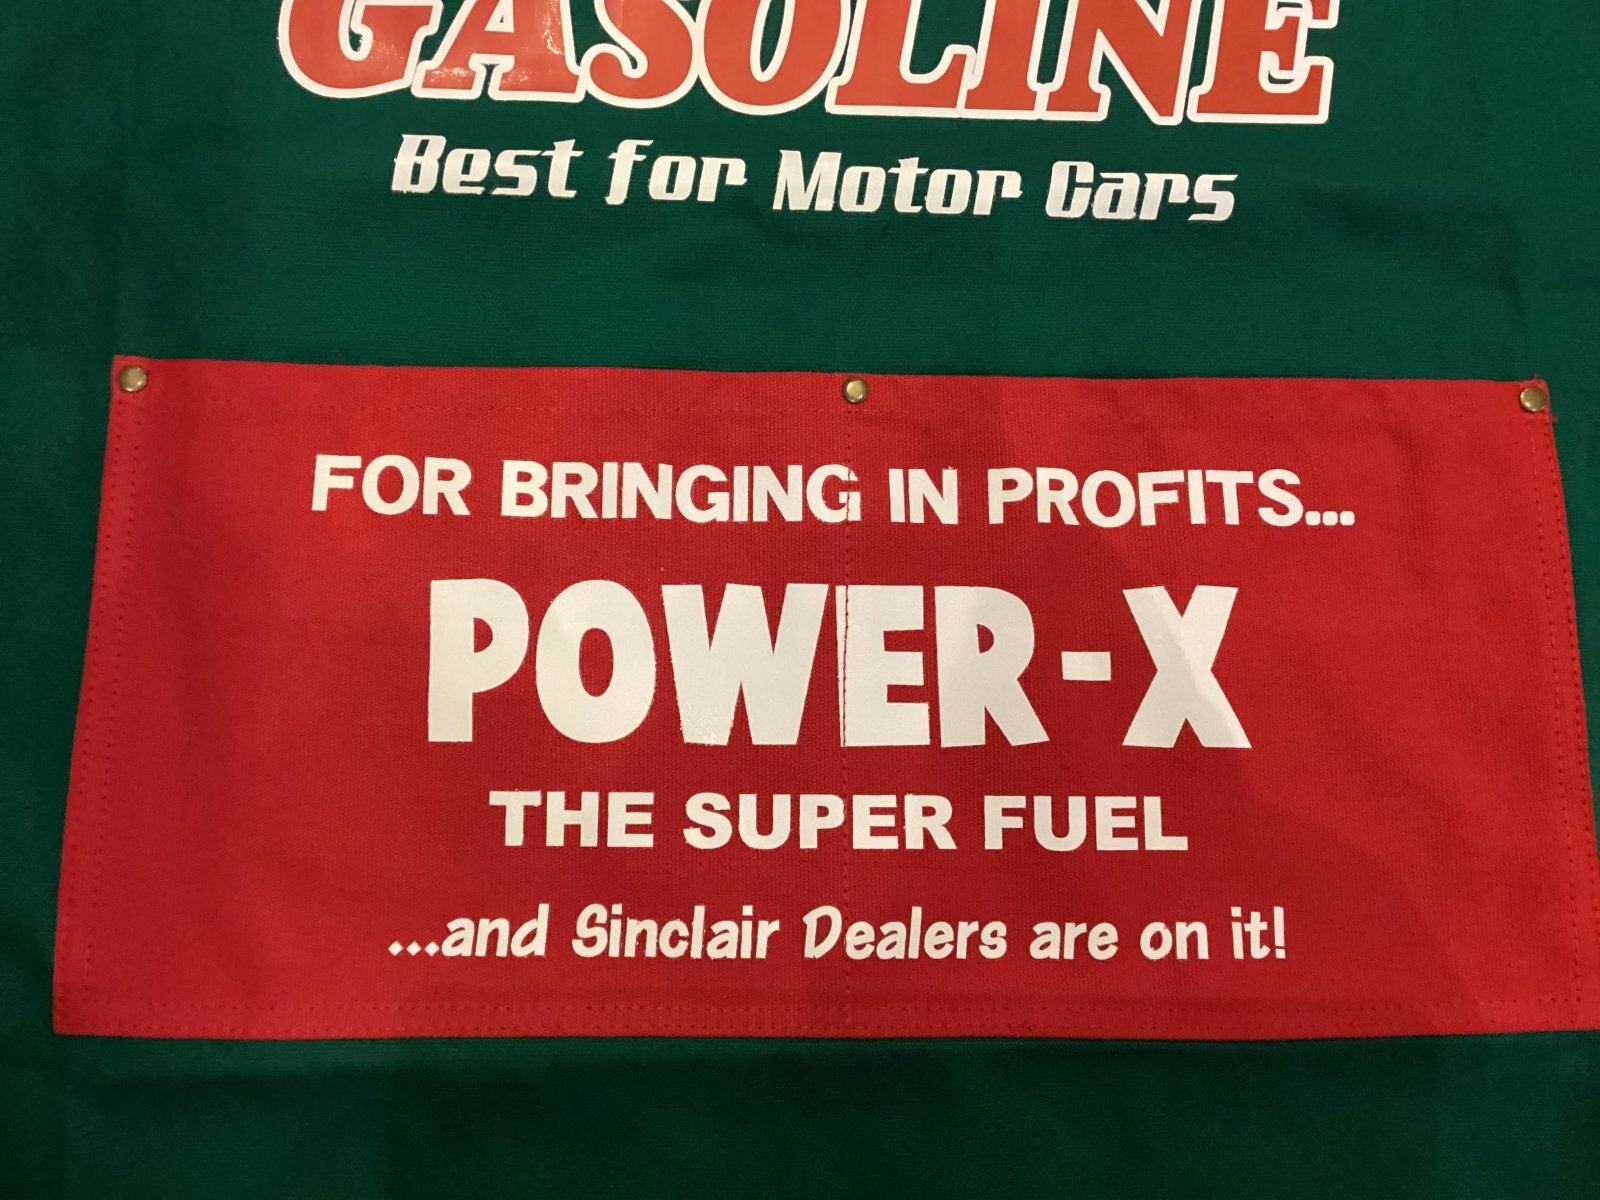 GASOLINE
Best for Motor Cars
FOR BRINGING IN PROFITS...
POWER-X
THE SUPER FUEL
...and Sinclair Dealers are on it!